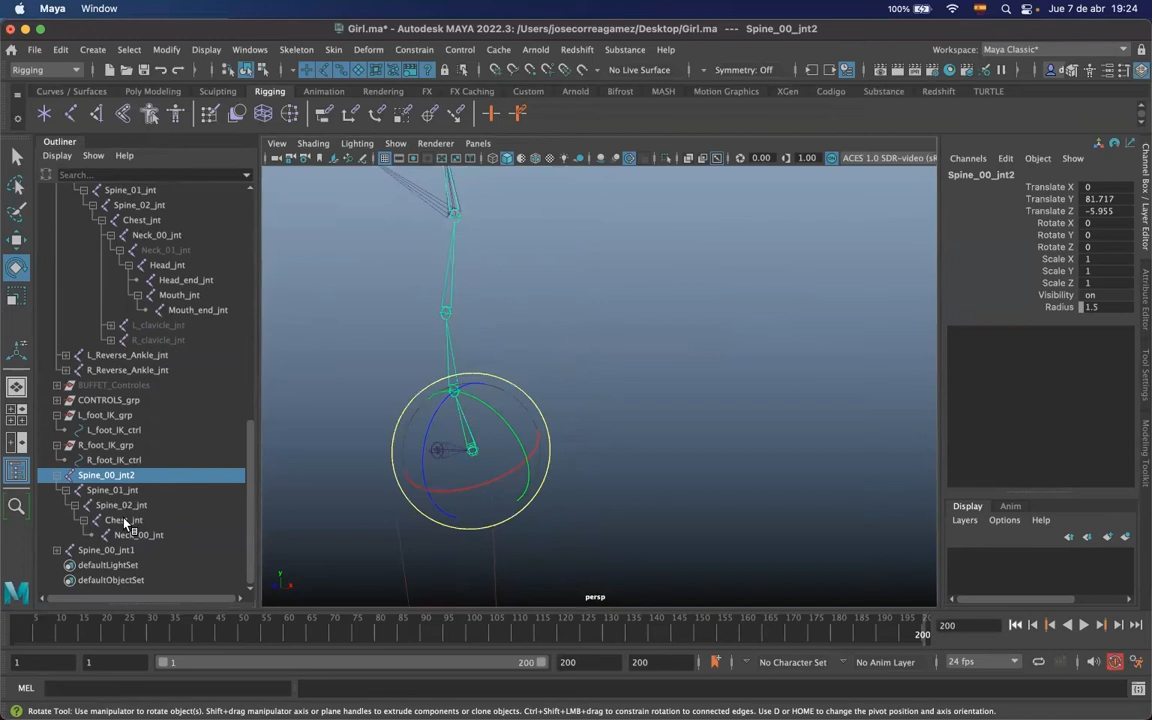 Maya Window 100% Jue 7 de abr 19:24
Girl.ma* - Autodesk MAYA 2022.3: /Users/josecorreagamez/Desktop/Girl.ma --- Spine_00_jnt2
File Edit Create Select Modify Display Windows Skeleton Skin Deform Constrain Control Cache Arnold Redshift Substance Help Workspace: Maya Classic*
Rigging No Live Surface Symmetry: Off
Curves / Surfaces Poly Modeling Sculpting Rigging Animation Rendering FX FX Caching Custom Arnold Bifrost MASH Motion Graphics XGen Codigo Substance Redshift TURTLE
Outliner
Display Show Help
Search...
Spine_01_jnt
Spine_02_jnt
Chest_jnt
Neck_00_jnt
Neck_01_jnt
Head_jnt
Head_end_jnt
Mouth_jnt
Mouth_end_jnt
L_clavicle_jnt
R_clavicle_jnt
L_Reverse_Ankle_jnt
R_Reverse_Ankle_jnt
BUFFET_Controles
CONTROLS_grp
L_foot_IK_grp
L_foot_IK_ctrl
R_foot_IK_grp
R_foot_IK_ctrl
Spine_00_jnt2
Spine_01_jnt
Spine_02_jnt
Chest_jnt
Neck_00_jnt
Spine_00_jnt1
defaultLightSet
defaultObjectSet
View Shading Lighting Show Renderer Panels
0.00 1.00 ACES 1.0 SDR-video (sR
y
x
persp
Channels Edit Object Show
Spine_00_jnt2
Translate X 0
Translate Y 81.717
Translate Z -5.955
Rotate X 0
Rotate Y 0
Rotate Z 0
Scale X 1
Scale Y 1
Scale Z 1
Visibility on
Radius 1.5
Display Anim
Layers Options Help
Channel Box / Layer Editor
Attribute Editor
Tool Settings
Modeling Toolkit
5 10 15 20 25 30 35 40 45 50 55 60 65 70 75 80 85 90 95 100 105 110 115 120 125 130 135 140 145 150 155 160 165 170 175 180 185 190 195 20
200
200
1 1 1 200 200 200 No Character Set No Anim Layer 24 fps
MEL
Rotate Tool: Use manipulator to rotate object(s). Shift+drag manipulator axis or plane handles to extrude components or clone objects. Ctrl+Shift+LMB+drag to constrain rotation to connected edges. Use D or HOME to change the pivot position and axis orientation.